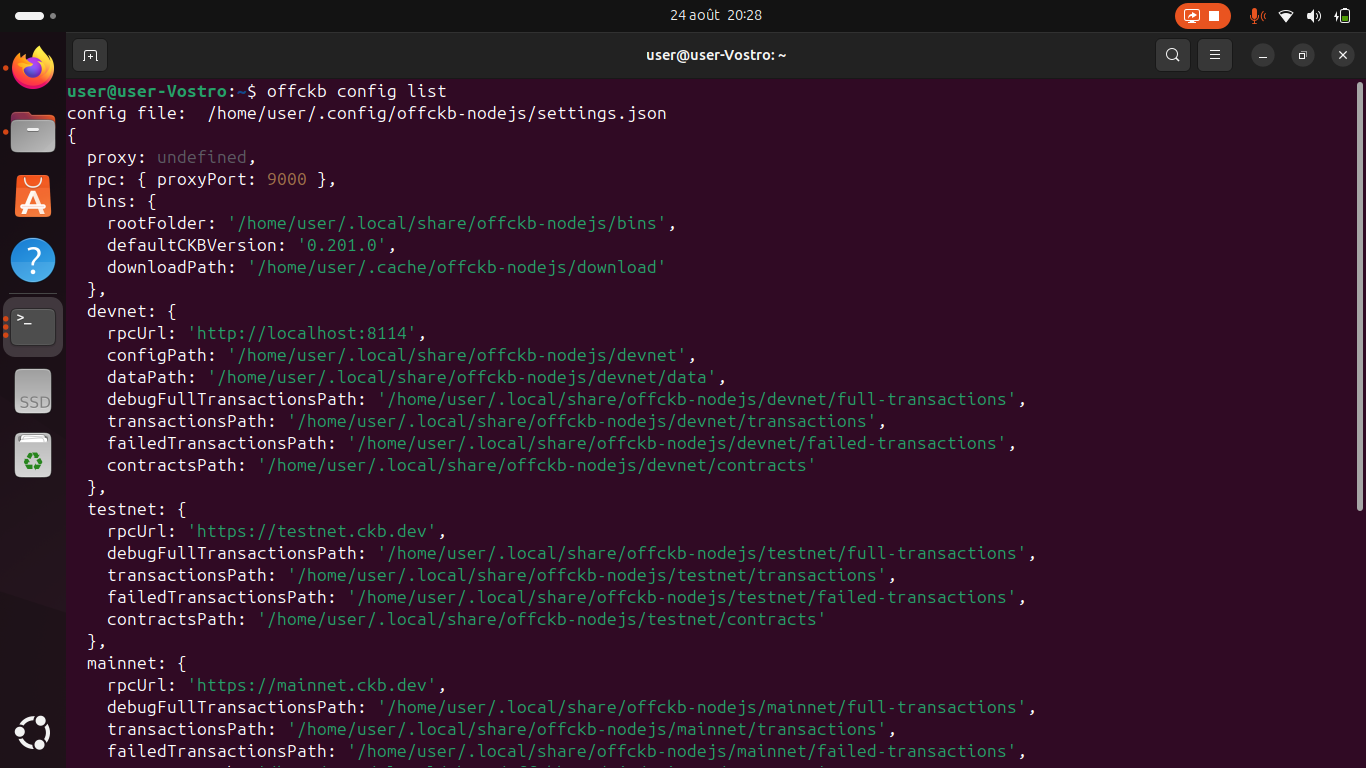 24 août 20:28
user@user-Vostro: ~
user@user-Vostro:~$ offckb config list
config file:  /home/user/.config/offckb-nodejs/settings.json
{
  proxy: undefined,
  rpc: { proxyPort: 9000 },
  bins: {
    rootFolder: '/home/user/.local/share/offckb-nodejs/bins',
    defaultCKBVersion: '0.201.0',
    downloadPath: '/home/user/.cache/offckb-nodejs/download'
  },
  devnet: {
    rpcUrl: 'http://localhost:8114',
    configPath: '/home/user/.local/share/offckb-nodejs/devnet',
    dataPath: '/home/user/.local/share/offckb-nodejs/devnet/data',
    debugFullTransactionsPath: '/home/user/.local/share/offckb-nodejs/devnet/full-transactions',
    transactionsPath: '/home/user/.local/share/offckb-nodejs/devnet/transactions',
    failedTransactionsPath: '/home/user/.local/share/offckb-nodejs/devnet/failed-transactions',
    contractsPath: '/home/user/.local/share/offckb-nodejs/devnet/contracts'
  },
  testnet: {
    rpcUrl: 'https://testnet.ckb.dev',
    debugFullTransactionsPath: '/home/user/.local/share/offckb-nodejs/testnet/full-transactions',
    transactionsPath: '/home/user/.local/share/offckb-nodejs/testnet/transactions',
    failedTransactionsPath: '/home/user/.local/share/offckb-nodejs/testnet/failed-transactions',
    contractsPath: '/home/user/.local/share/offckb-nodejs/testnet/contracts'
  },
  mainnet: {
    rpcUrl: 'https://mainnet.ckb.dev',
    debugFullTransactionsPath: '/home/user/.local/share/offckb-nodejs/mainnet/full-transactions',
    transactionsPath: '/home/user/.local/share/offckb-nodejs/mainnet/transactions',
    failedTransactionsPath: '/home/user/.local/share/offckb-nodejs/mainnet/failed-transactions',
SSD